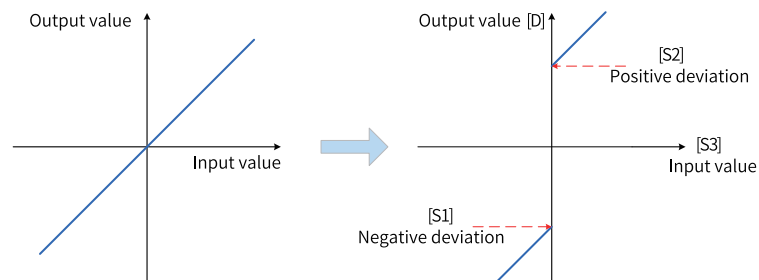 Output value
Input value
Output value [D]
[S2]
Positive deviation
[S3]
Input value
[S1]
Negative deviation